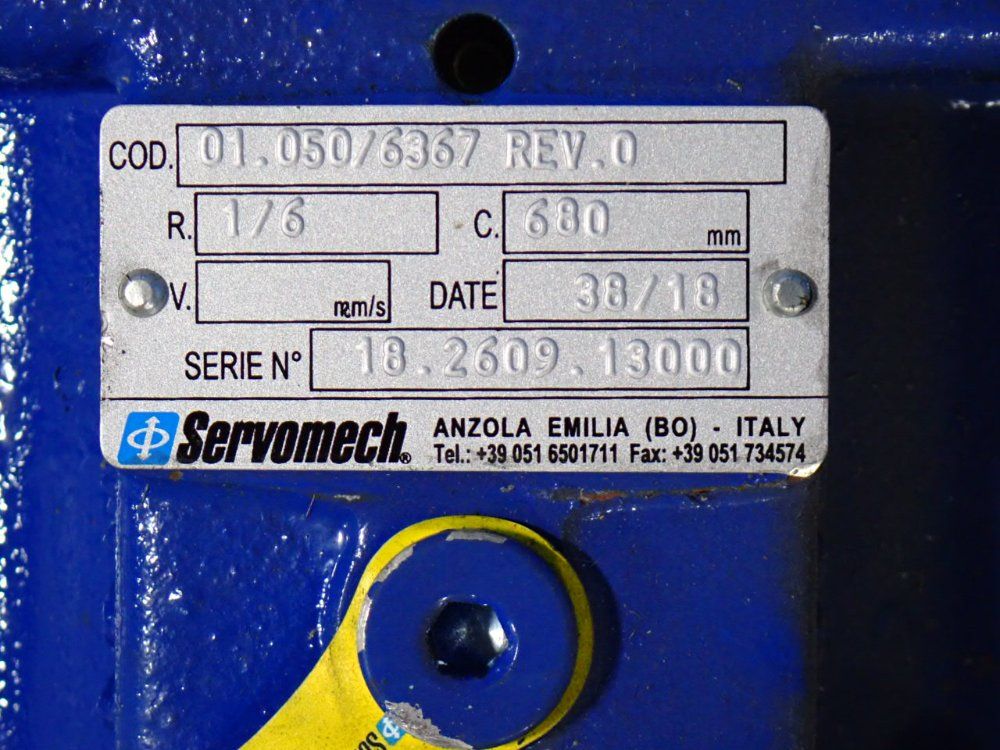 COD. 01.050/6367 REV.0
R. 1/6 C. 680 mm
V. mm/s DATE 38/18
SERIE N° 18.2609.13000
Servomech® ANZOLA EMILIA (BO) - ITALY
Tel.: +39 051 6501711 Fax: +39 051 734574